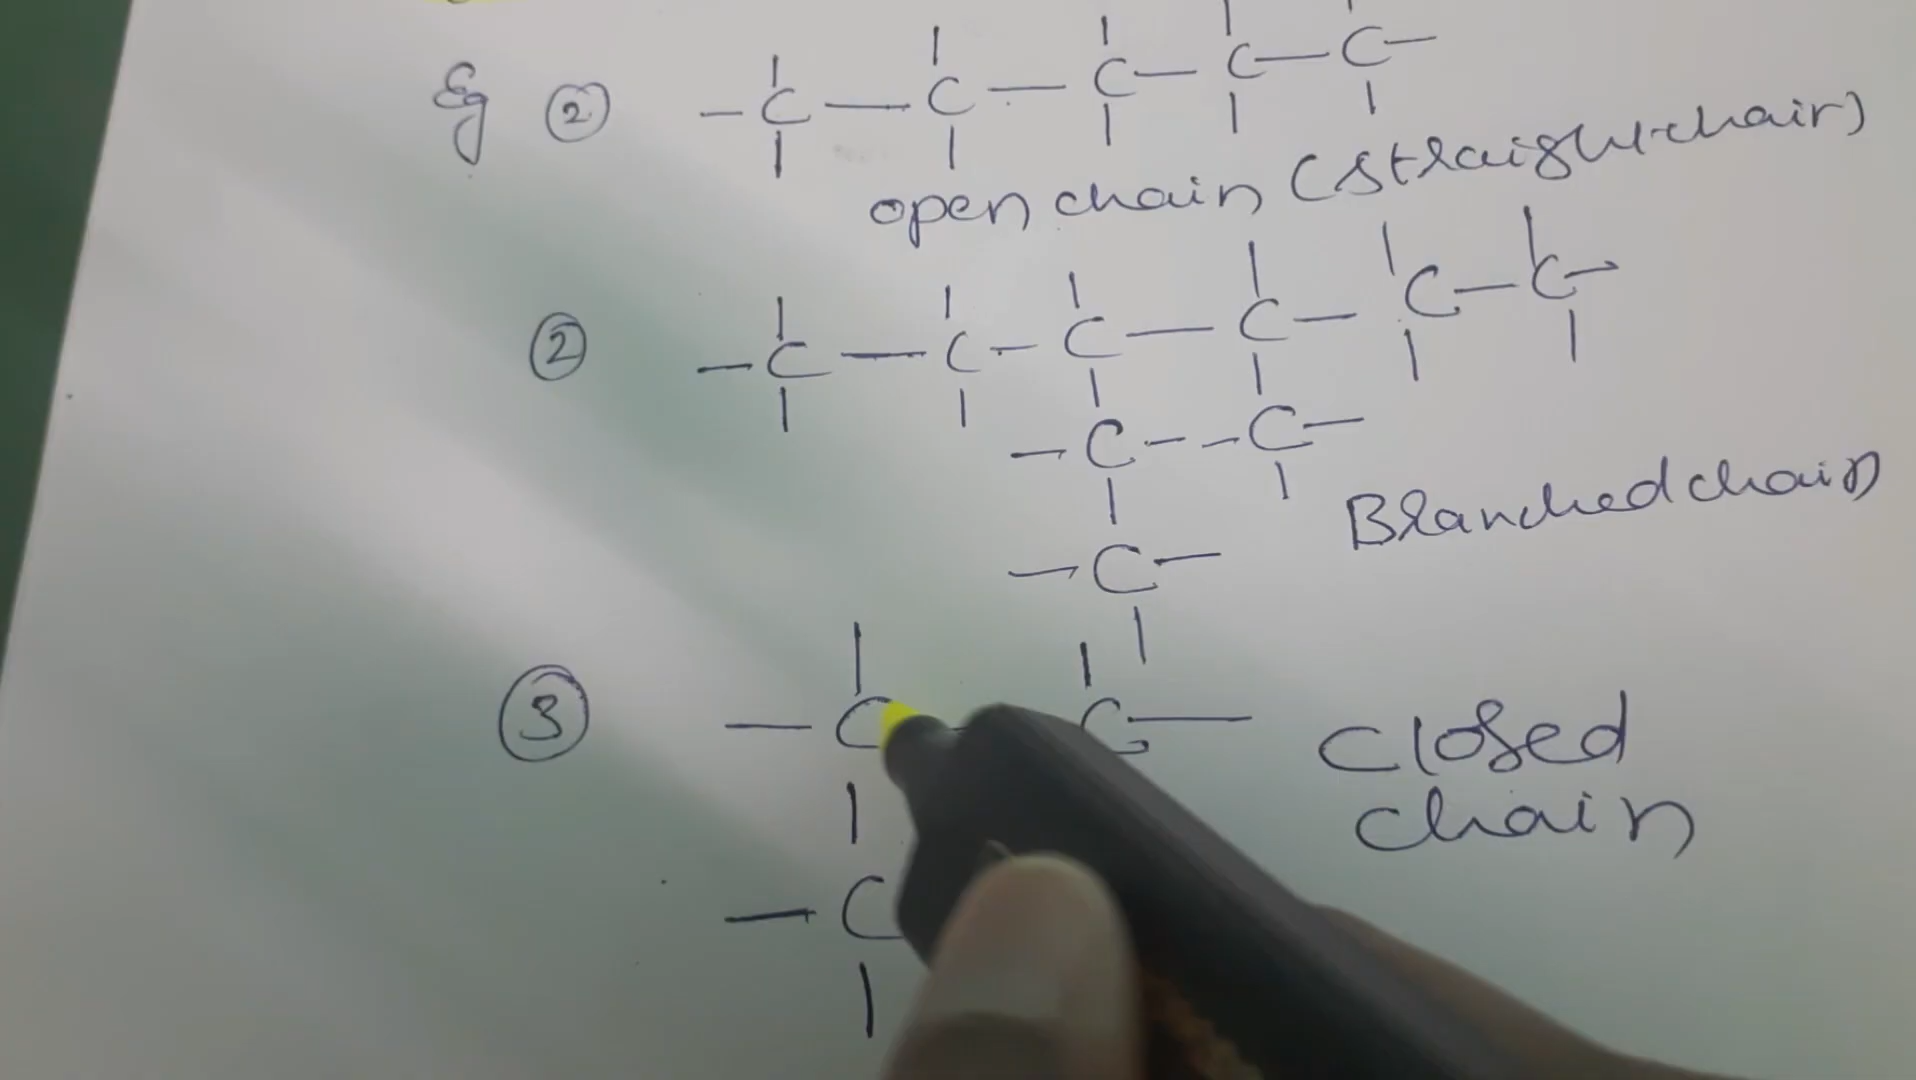 Eg ② C — C — C — C — C —
open chain (straight chain)
② — C — C — C — C — C — C —
— C — — C —
Branched chain
— C —
③ — C — C — Closed
chain
— C